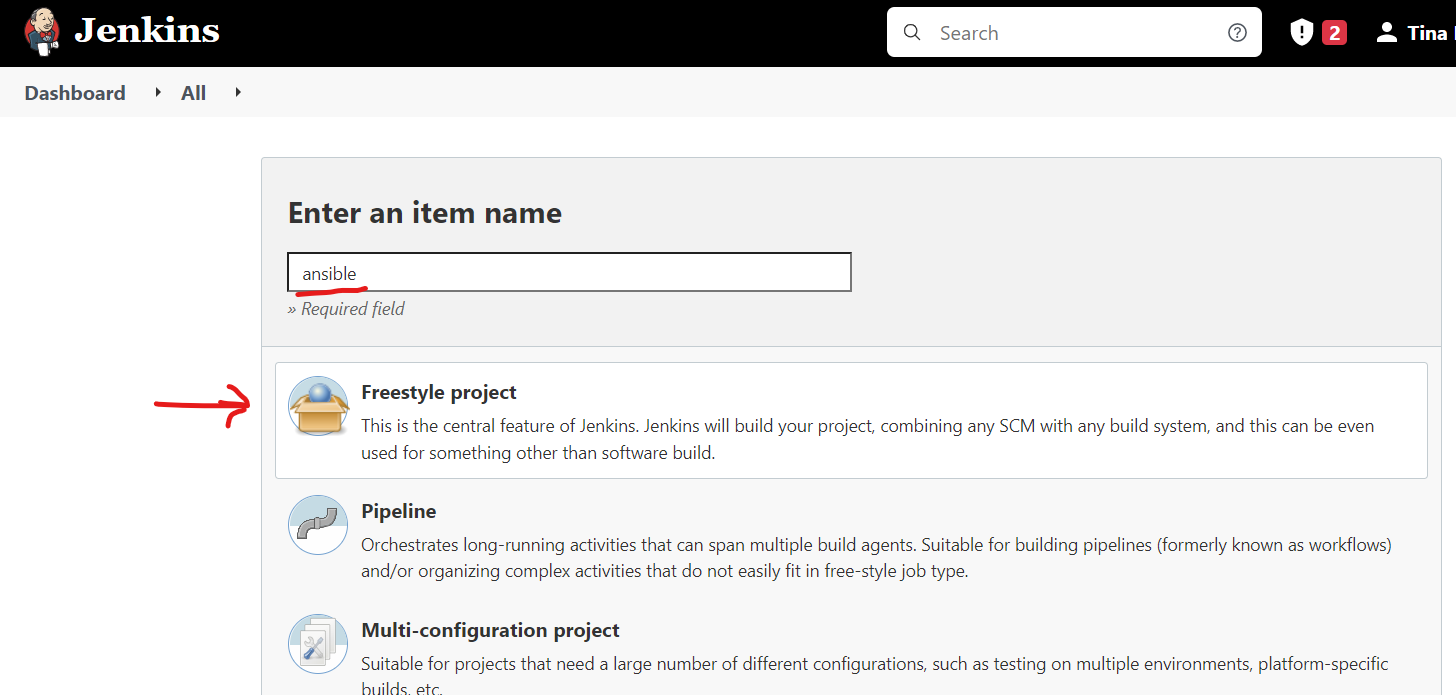 Jenkins
Search
2
Tina
Dashboard
All
Enter an item name
ansible
» Required field
Freestyle project
This is the central feature of Jenkins. Jenkins will build your project, combining any SCM with any build system, and this can be even
used for something other than software build.
Pipeline
Orchestrates long-running activities that can span multiple build agents. Suitable for building pipelines (formerly known as workflows)
and/or organizing complex activities that do not easily fit in free-style job type.
Multi-configuration project
Suitable for projects that need a large number of different configurations, such as testing on multiple environments, platform-specific
builds, etc.